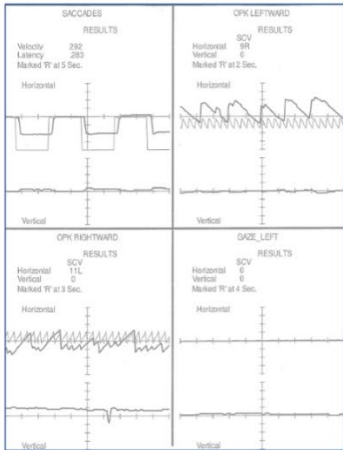 SACCADES
RESULTS
Velocity 292
Latency .283
Marked 'R' at 5 Sec.
Horizontal
Vertical
OPK LEFTWARD
RESULTS
SCV
Horizontal 9R
Vertical 0
Marked 'R' at 2 Sec.
Horizontal
Vertical
OPK RIGHTWARD
RESULTS
SCV
Horizontal 11L
Vertical 0
Marked 'R' at 3 Sec.
Horizontal
Vertical
GAZE_LEFT
RESULTS
SCV
Horizontal 0
Vertical 0
Marked 'R' at 4 Sec.
Horizontal
Vertical